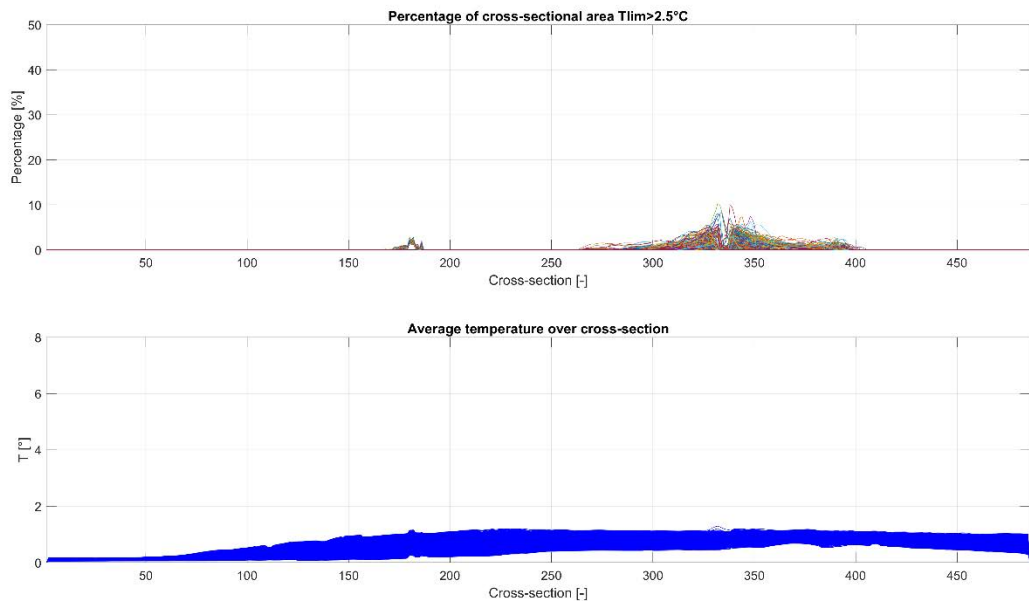 Percentage of cross-sectional area Tlim>2.5°C
50
40
30
20
10
0
Percentage [%]
50 100 150 200 250 300 350 400 450
Cross-section [-]
Average temperature over cross-section
8
6
4
2
0
T [°]
50 100 150 200 250 300 350 400 450
Cross-section [-]